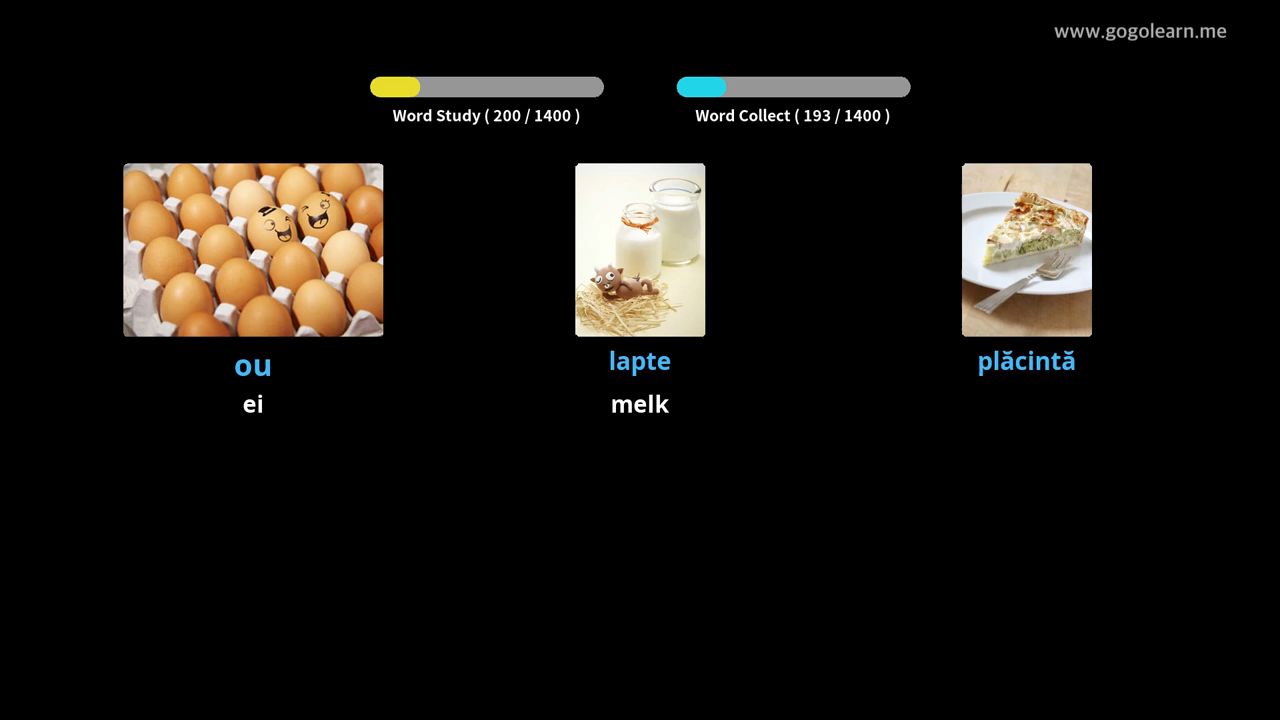 www.gogolearn.me
Word Study ( 200 / 1400 )
Word Collect ( 193 / 1400 )
ou
lapte
plăcintă
ei
melk